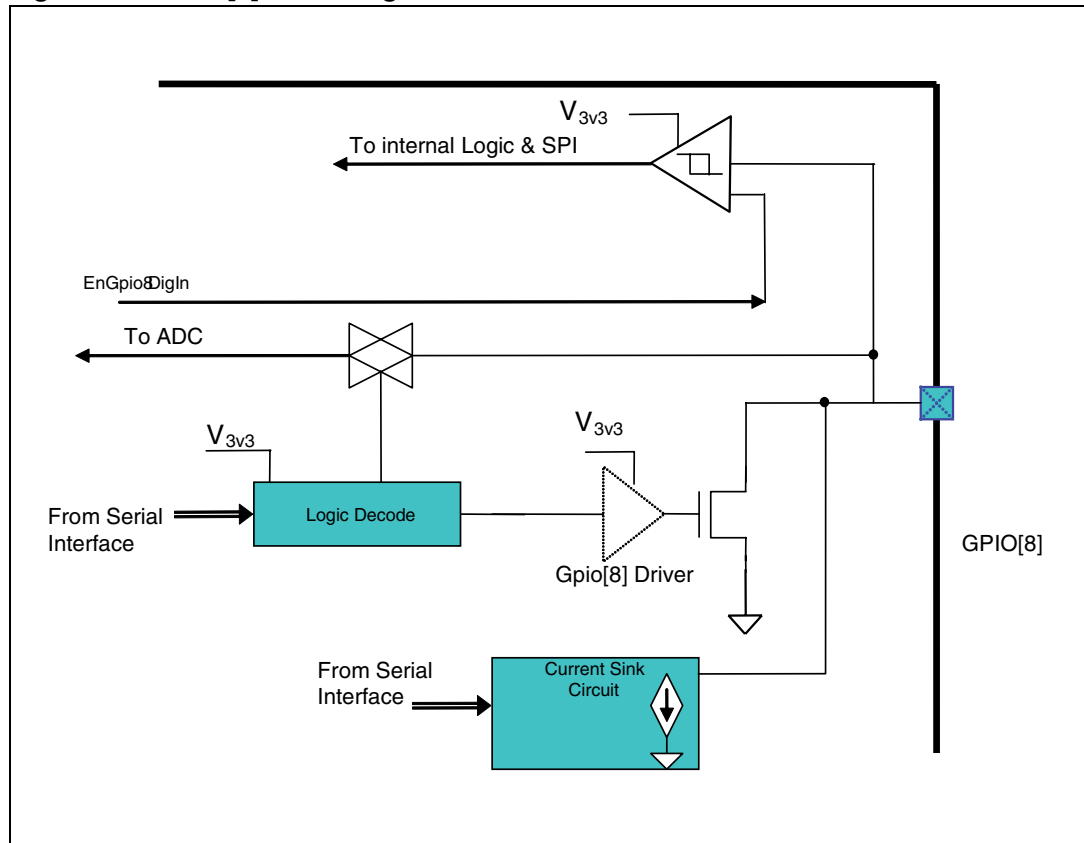 V3v3
To internal Logic & SPI
EnGpio8DigIn
To ADC
V3v3
V3v3
From Serial
Interface
Logic Decode
Gpio[8] Driver
GPIO[8]
From Serial
Interface
Current Sink
Circuit